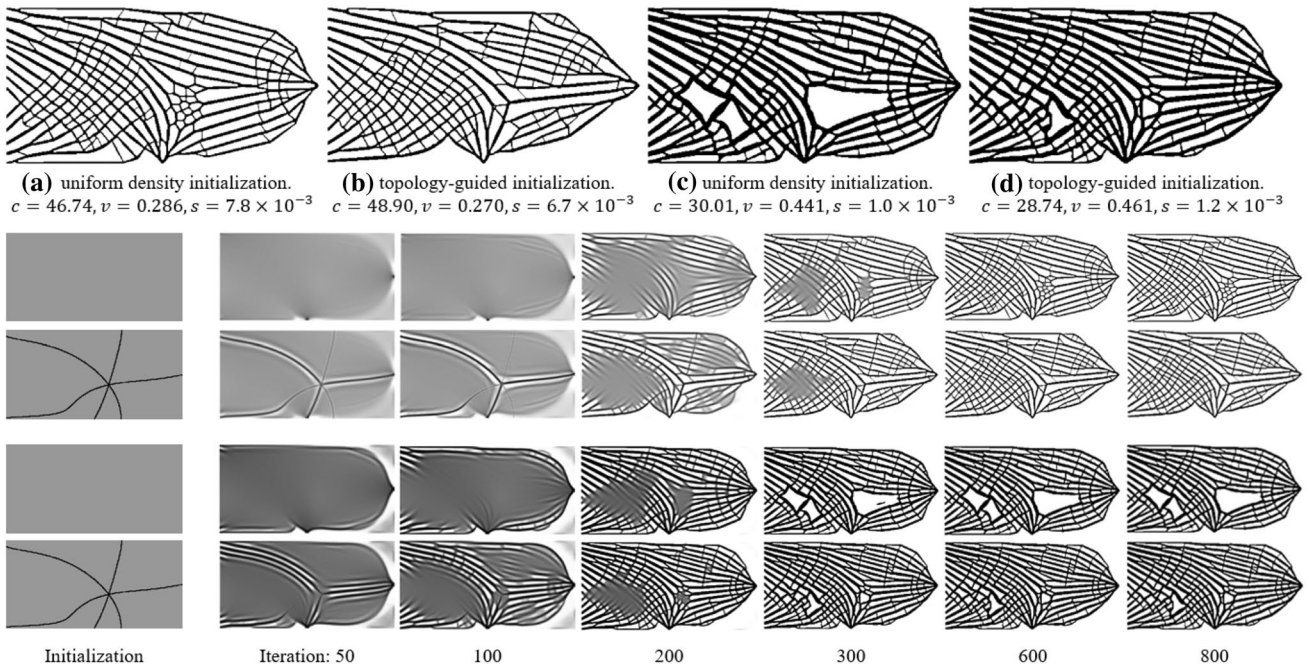 (a) uniform density initialization.
c = 46.74, v = 0.286, s = 7.8 × 10⁻³
(b) topology-guided initialization.
c = 48.90, v = 0.270, s = 6.7 × 10⁻³
(c) uniform density initialization.
c = 30.01, v = 0.441, s = 1.0 × 10⁻³
(d) topology-guided initialization.
c = 28.74, v = 0.461, s = 1.2 × 10⁻³
Initialization Iteration: 50 100 200 300 600 800